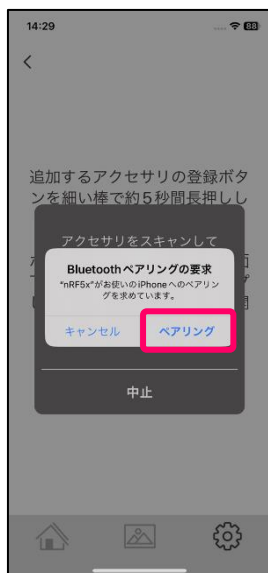 14:29
88
追加するアクセサリの登録ボタ
ンを細い棒で約5秒間長押しし
アクセサリをスキャンして
Bluetoothペアリングの要求
"nRF5x"がお使いのiPhoneへのペアリン
グを求めています。
キャンセル
ペアリング
中止